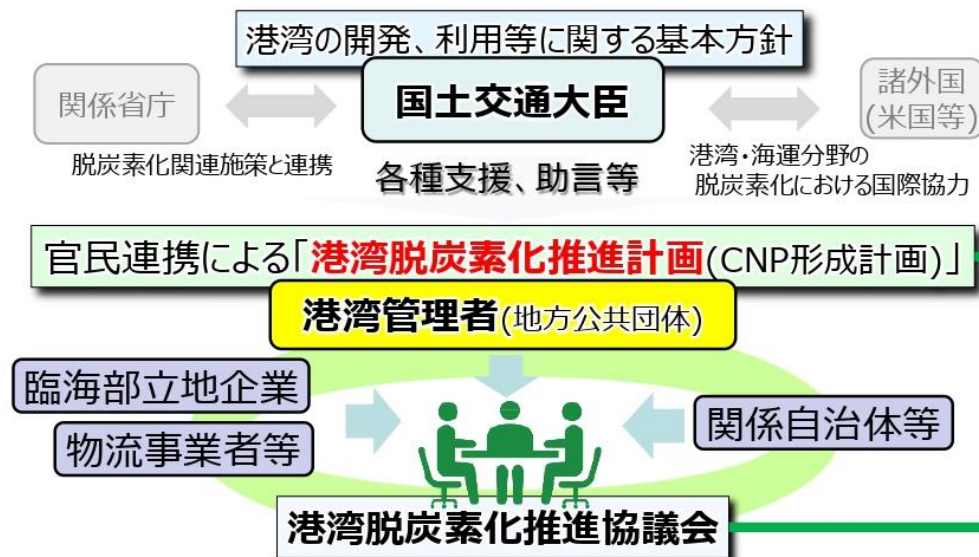 港湾の開発、利用等に関する基本方針
関係省庁
国土交通大臣
諸外国
(米国等)
脱炭素化関連施策と連携
各種支援、助言等
港湾・海運分野の
脱炭素化における国際協力
官民連携による「港湾脱炭素化推進計画(CNP形成計画)」
港湾管理者(地方公共団体)
臨海部立地企業
物流事業者等
関係自治体等
港湾脱炭素化推進協議会